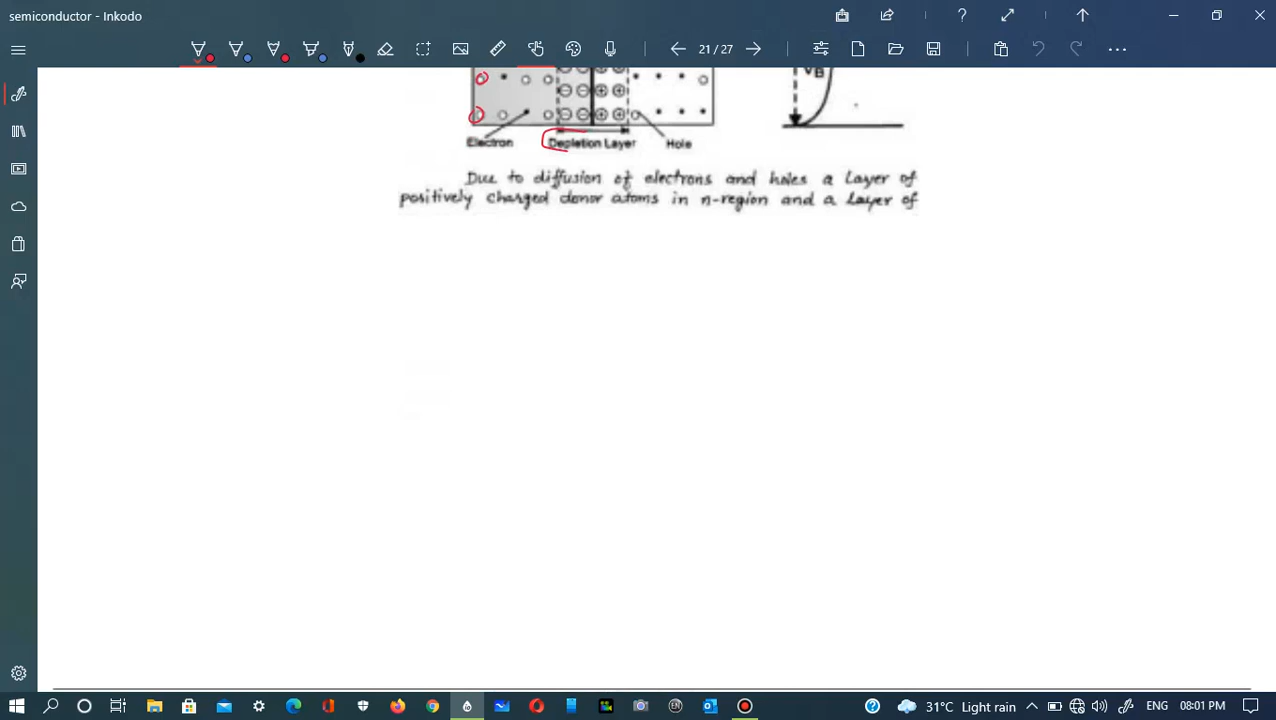 semiconductor - Inkodo
21 / 27
VB
Electron
Depletion Layer
Hole
Due to diffusion of electrons and holes a layer of
positively charged donor atoms in n-region and a layer of
31°C Light rain
ENG
08:01 PM